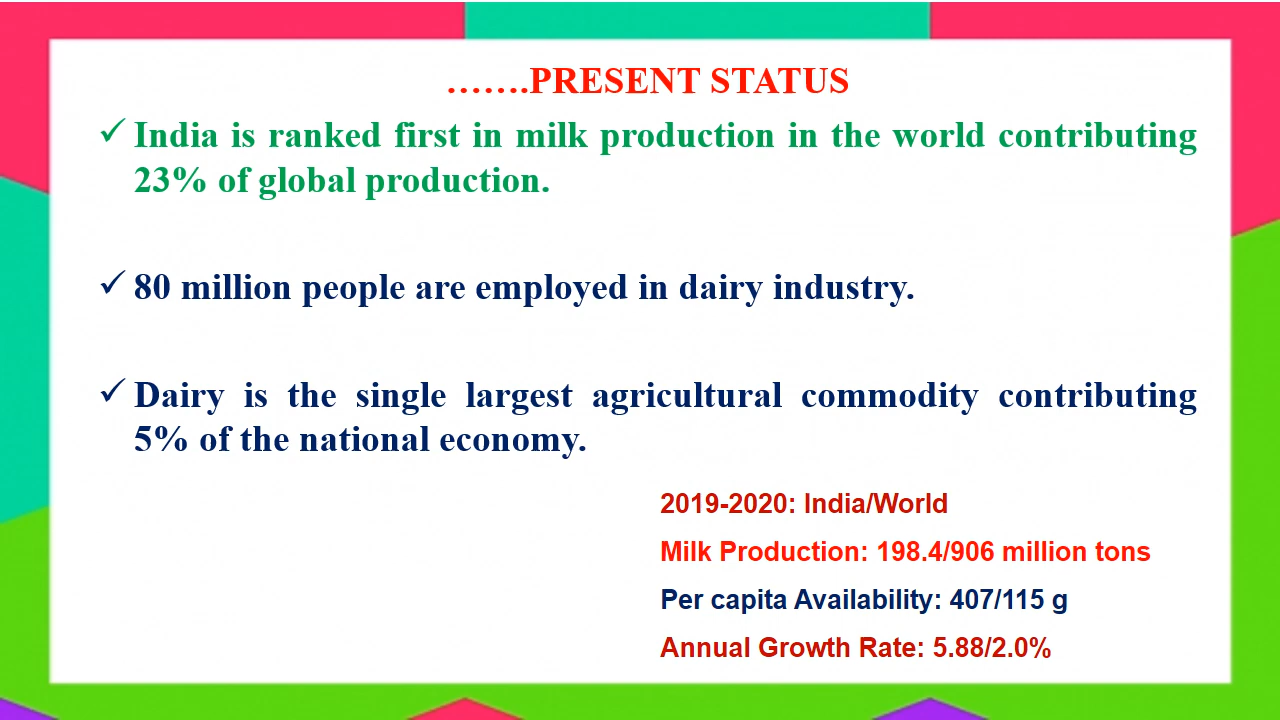 …….PRESENT STATUS
✓ India is ranked first in milk production in the world contributing
23% of global production.
✓ 80 million people are employed in dairy industry.
✓ Dairy is the single largest agricultural commodity contributing
5% of the national economy.
2019-2020: India/World
Milk Production: 198.4/906 million tons
Per capita Availability: 407/115 g
Annual Growth Rate: 5.88/2.0%